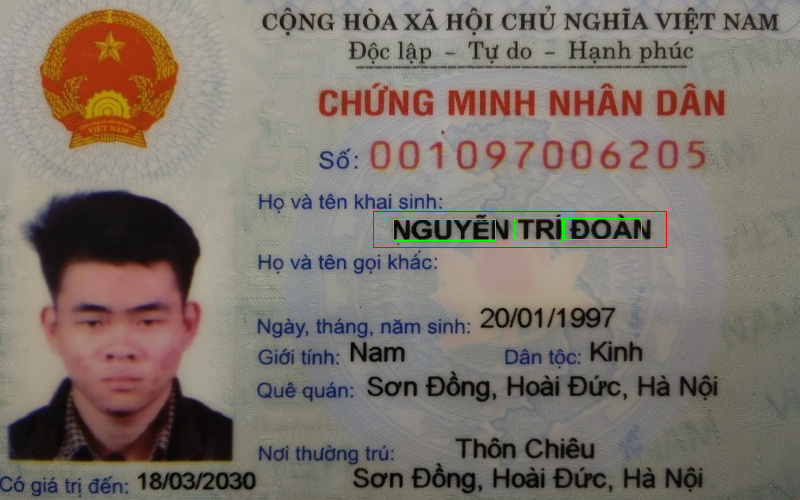 CỘNG HÒA XÃ HỘI CHỦ NGHĨA VIỆT NAM
Độc lập - Tự do - Hạnh phúc
CHỨNG MINH NHÂN DÂN
Số: 001097006205
Họ và tên khai sinh:
NGUYỄN TRÍ ĐOÀN
Họ và tên gọi khác:
Ngày, tháng, năm sinh: 20/01/1997
Giới tính: Nam Dân tộc: Kinh
Quê quán: Sơn Đồng, Hoài Đức, Hà Nội
Nơi thường trú: Thôn Chiêu
Sơn Đồng, Hoài Đức, Hà Nội
Có giá trị đến: 18/03/2030
VIỆT NAM